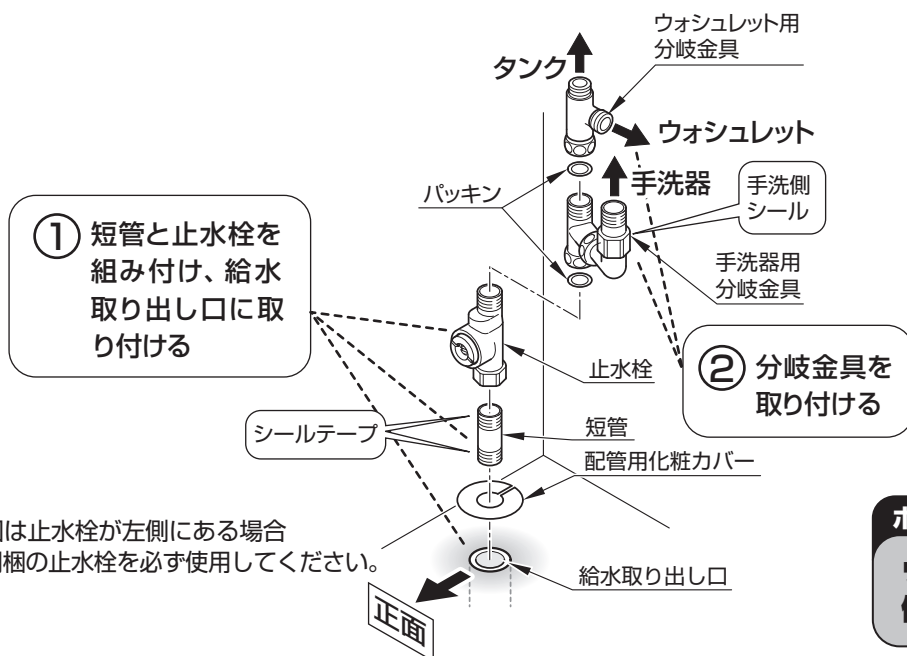 ウォシュレット用
分岐金具
タンク
ウォシュレット
手洗器
パッキン
手洗側
シール
手洗器用
分岐金具
① 短管と止水栓を
組み付け、給水
取り出し口に取
り付ける
止水栓
② 分岐金具を
取り付ける
シールテープ
短管
配管用化粧カバー
は止水栓が左側にある場合
梱の止水栓を必ず使用してください。
給水取り出し口
正面